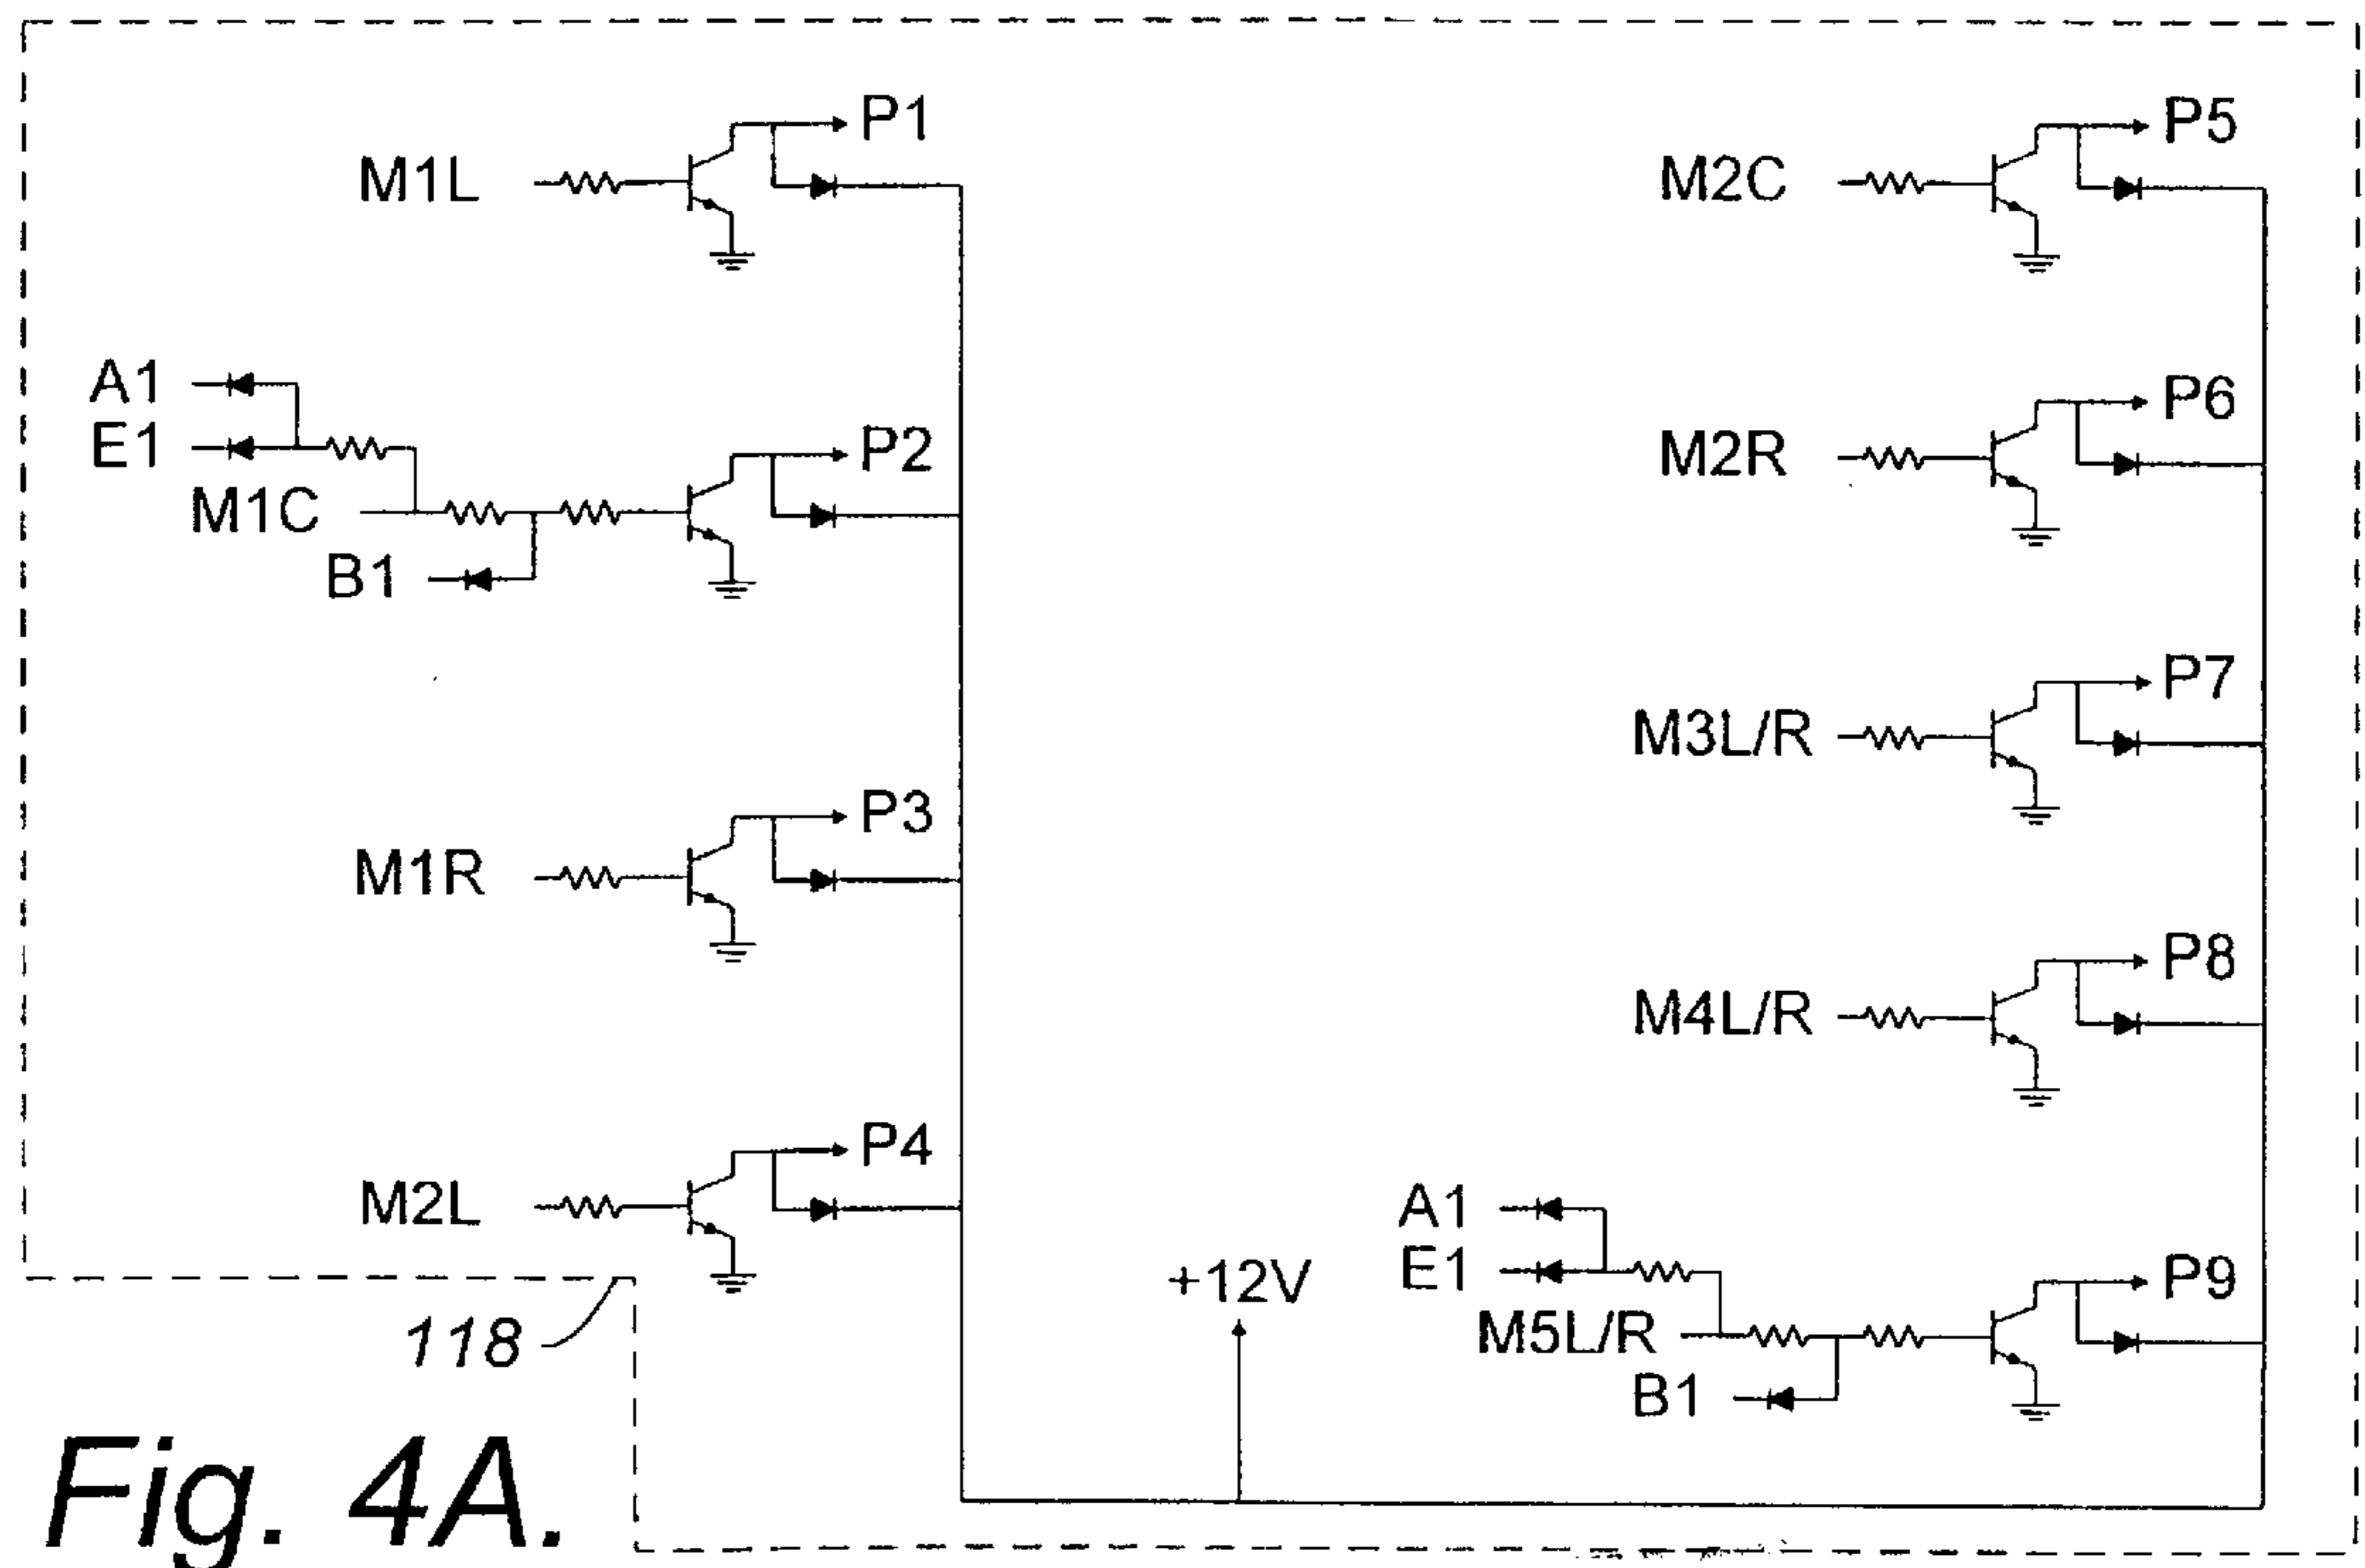 P1
M1L
A1
E1
P2
M1C
B1
P3
M1R
P4
M2L
118
Fig. 4A.
+12V
P5
M2C
P6
M2R
P7
M3L/R
P8
M4L/R
A1
E1
P9
M5L/R
B1